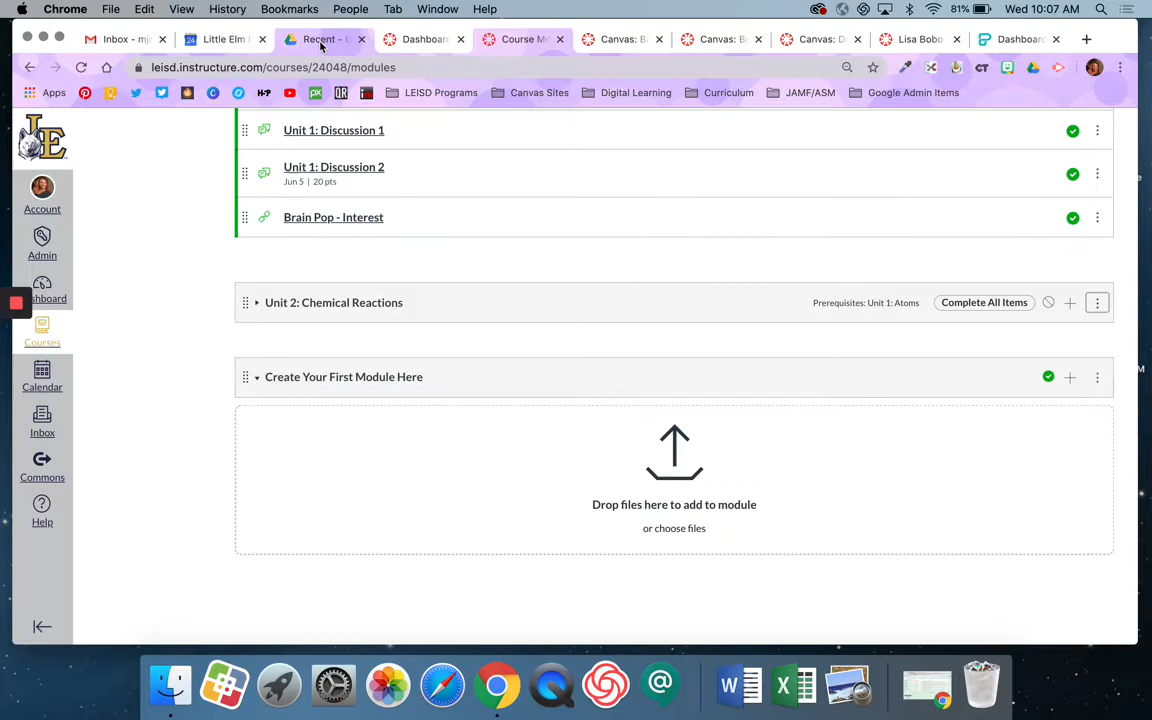 Chrome File Edit View History Bookmarks People Tab Window Help 81% Wed 10:07 AM
Inbox - mj Little Elm I Recent - G Dashboard Course M Canvas: B Canvas: B Canvas: D Lisa Bobo Dashboard
leisd.instructure.com/courses/24048/modules
Apps LEISD Programs Canvas Sites Digital Learning Curriculum JAMF/ASM Google Admin Items
Unit 1: Discussion 1
Unit 1: Discussion 2
Jun 5 | 20 pts
Brain Pop - Interest
Unit 2: Chemical Reactions Prerequisites: Unit 1: Atoms Complete All Items
Create Your First Module Here
Drop files here to add to module
or choose files
LE
Account
Admin
shboard
Courses
Calendar
Inbox
Commons
Help